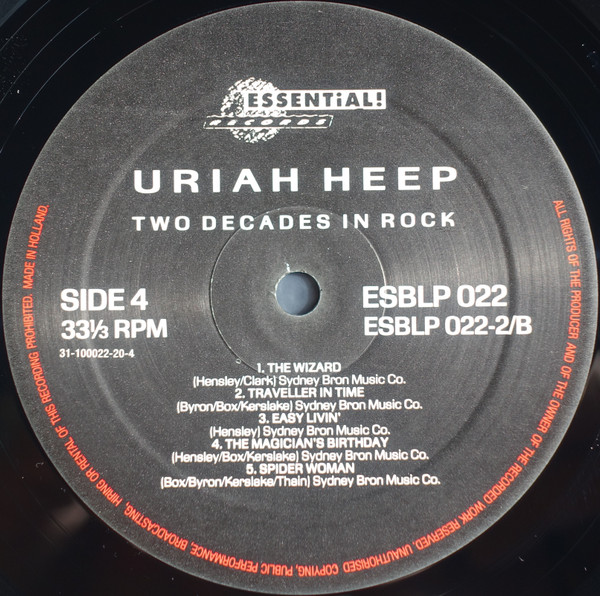 ESSENTiAL!
RECORDS
URIAH HEEP
TWO DECADES IN ROCK
SIDE 4
33⅓ RPM
31-100022-20-4
ESBLP 022
ESBLP 022-2/B
1. THE WIZARD
(Hensley/Clark) Sydney Bron Music Co.
2. TRAVELLER IN TIME
(Byron/Box/Kerslake) Sydney Bron Music Co.
3. EASY LIVIN'
(Hensley) Sydney Bron Music Co.
4. THE MAGICIAN'S BIRTHDAY
(Hensley/Box/Kerslake) Sydney Bron Music Co.
5. SPIDER WOMAN
(Box/Byron/Kerslake/Thain) Sydney Bron Music Co.
ALL RIGHTS OF THE PRODUCER AND OF THE OWNER OF THE RECORDED WORK RESERVED. UNAUTHORISED COPYING, PUBLIC PERFORMANCE, BROADCASTING, HIRING OR RENTAL OF THIS RECORDING PROHIBITED. MADE IN HOLLAND.